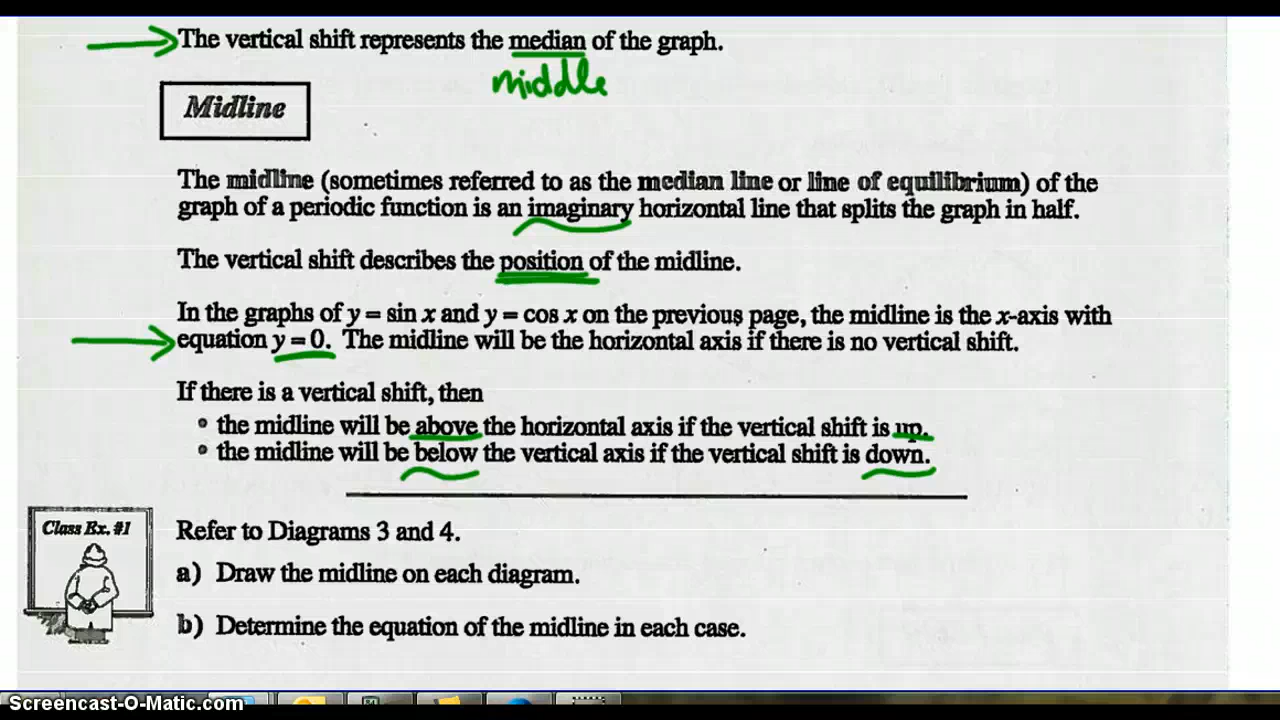 The vertical shift represents the median of the graph.
middle
Midline
The midline (sometimes referred to as the median line or line of equilibrium) of the
graph of a periodic function is an imaginary horizontal line that splits the graph in half.
The vertical shift describes the position of the midline.
In the graphs of y = sin x and y = cos x on the previous page, the midline is the x-axis with
equation y = 0. The midline will be the horizontal axis if there is no vertical shift.
If there is a vertical shift, then
• the midline will be above the horizontal axis if the vertical shift is up.
• the midline will be below the vertical axis if the vertical shift is down.
Class Ex. #1
Refer to Diagrams 3 and 4.
a) Draw the midline on each diagram.
b) Determine the equation of the midline in each case.
Screencast-O-Matic.com